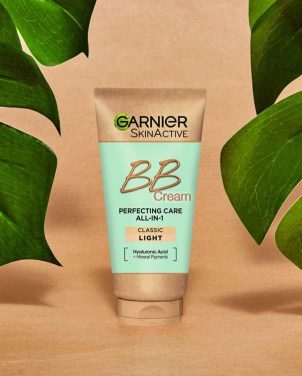 GARNIER
SKINACTIVE
BB
Cream
PERFECTING CARE
ALL-IN-1
CLASSIC
LIGHT
Hyaluronic Acid
+ Mineral Pigments